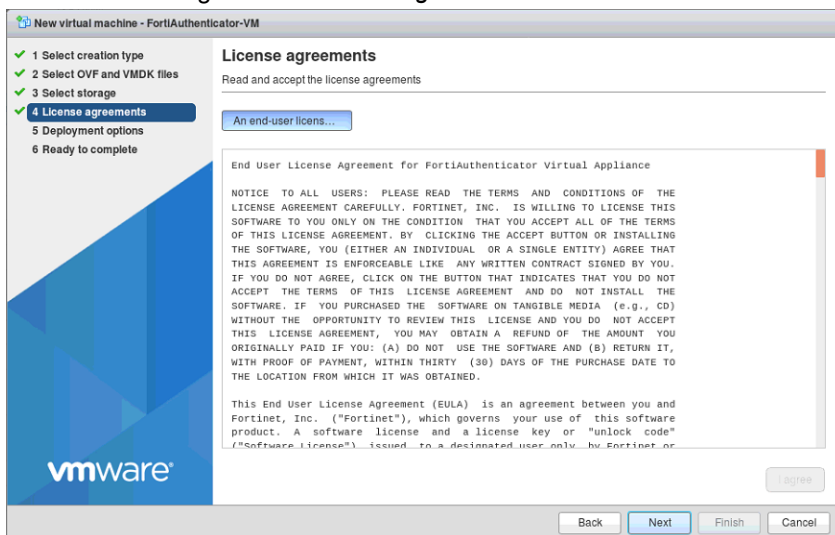 New virtual machine - FortiAuthenticator-VM
1 Select creation type
2 Select OVF and VMDK files
3 Select storage
4 License agreements
5 Deployment options
6 Ready to complete
License agreements
Read and accept the license agreements
An end-user licens...
End User License Agreement for FortiAuthenticator Virtual Appliance
NOTICE TO ALL USERS: PLEASE READ THE TERMS AND CONDITIONS OF THE
LICENSE AGREEMENT CAREFULLY. FORTINET, INC. IS WILLING TO LICENSE THIS
SOFTWARE TO YOU ONLY ON THE CONDITION THAT YOU ACCEPT ALL OF THE TERMS
OF THIS LICENSE AGREEMENT. BY CLICKING THE ACCEPT BUTTON OR INSTALLING
THE SOFTWARE, YOU (EITHER AN INDIVIDUAL OR A SINGLE ENTITY) AGREE THAT
THIS AGREEMENT IS ENFORCEABLE LIKE ANY WRITTEN CONTRACT SIGNED BY YOU.
IF YOU DO NOT AGREE, CLICK ON THE BUTTON THAT INDICATES THAT YOU DO NOT
ACCEPT THE TERMS OF THIS LICENSE AGREEMENT AND DO NOT INSTALL THE
SOFTWARE. IF YOU PURCHASED THE SOFTWARE ON TANGIBLE MEDIA (e.g., CD)
WITHOUT THE OPPORTUNITY TO REVIEW THIS LICENSE AND YOU DO NOT ACCEPT
THIS LICENSE AGREEMENT, YOU MAY OBTAIN A REFUND OF THE AMOUNT YOU
ORIGINALLY PAID IF YOU: (A) DO NOT USE THE SOFTWARE AND (B) RETURN IT,
WITH PROOF OF PAYMENT, WITHIN THIRTY (30) DAYS OF THE PURCHASE DATE TO
THE LOCATION FROM WHICH IT WAS OBTAINED.
This End User License Agreement (EULA) is an agreement between you and
Fortinet, Inc. ("Fortinet"), which governs your use of this software
product. A software license and a license key or "unlock code"
("Software License") issued to a designated user only by Fortinet or
vmware®
I agree
Back
Next
Finish
Cancel